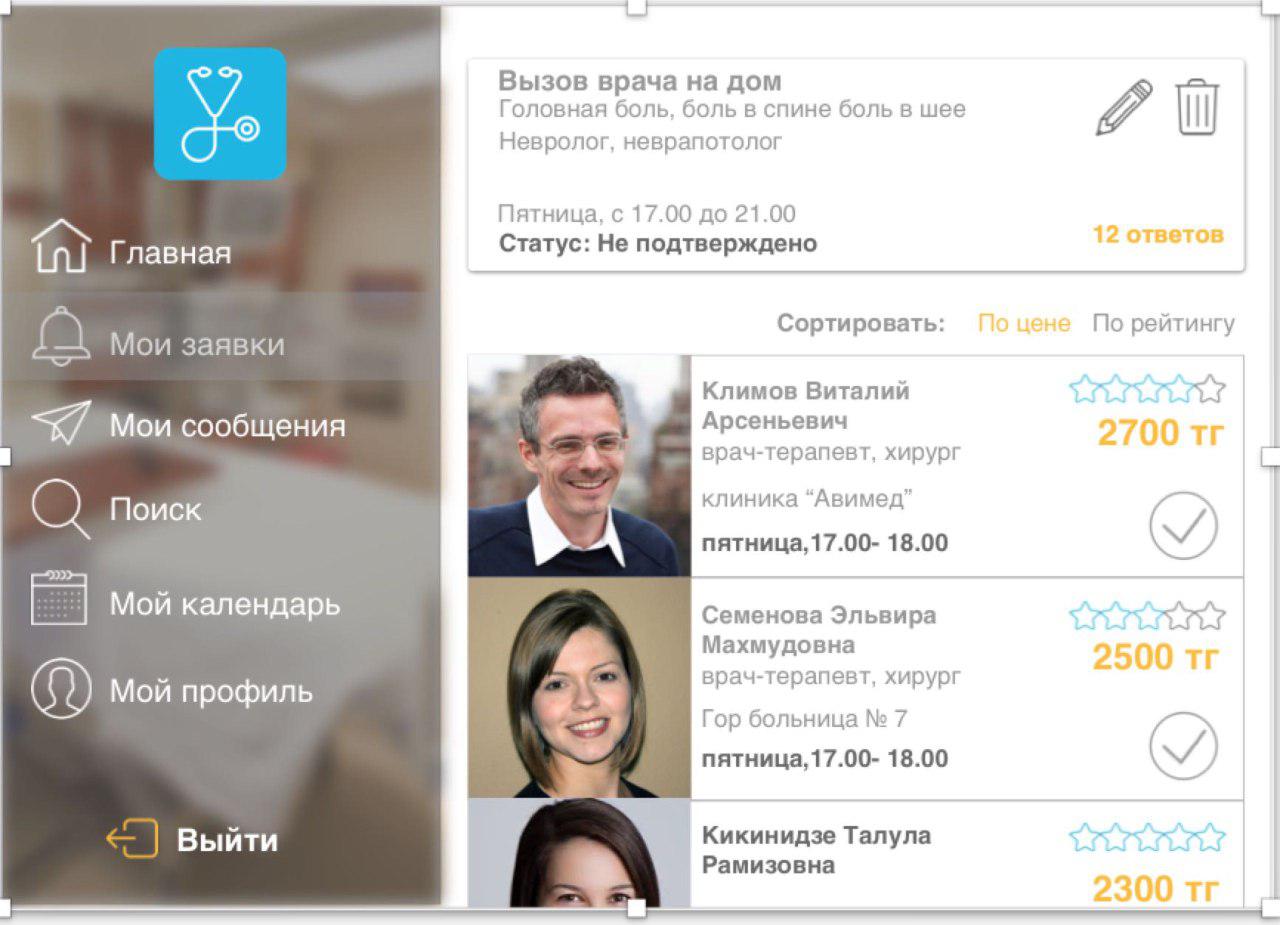 Главная
Мои заявки
Мои сообщения
Поиск
Мой календарь
Мой профиль
Выйти
Вызов врача на дом
Головная боль, боль в спине боль в шее
Невролог, неврапотолог
Пятница, с 17.00 до 21.00
Статус: Не подтверждено
12 ответов
Сортировать: По цене По рейтингу
Климов Виталий
Арсеньевич
врач-терапевт, хирург
клиника “Авимед”
пятница,17.00- 18.00
2700 тг
Семенова Эльвира
Махмудовна
врач-терапевт, хирург
Гор больница № 7
пятница,17.00- 18.00
2500 тг
Кикинидзе Талула
Рамизовна
2300 тг